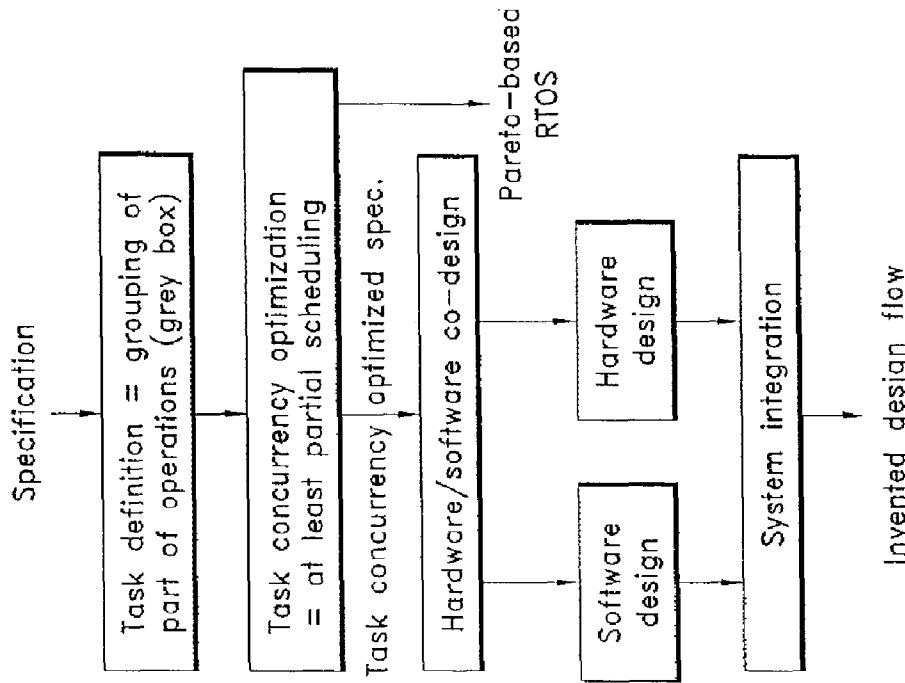 Specification
Task definition = grouping of
part of operations (grey box)
Task concurrency optimization
= at least partial scheduling
Task concurrency optimized spec.
Pareto-based
RTOS
Hardware/software co-design
Software
design
Hardware
design
System integration
Invented design flow